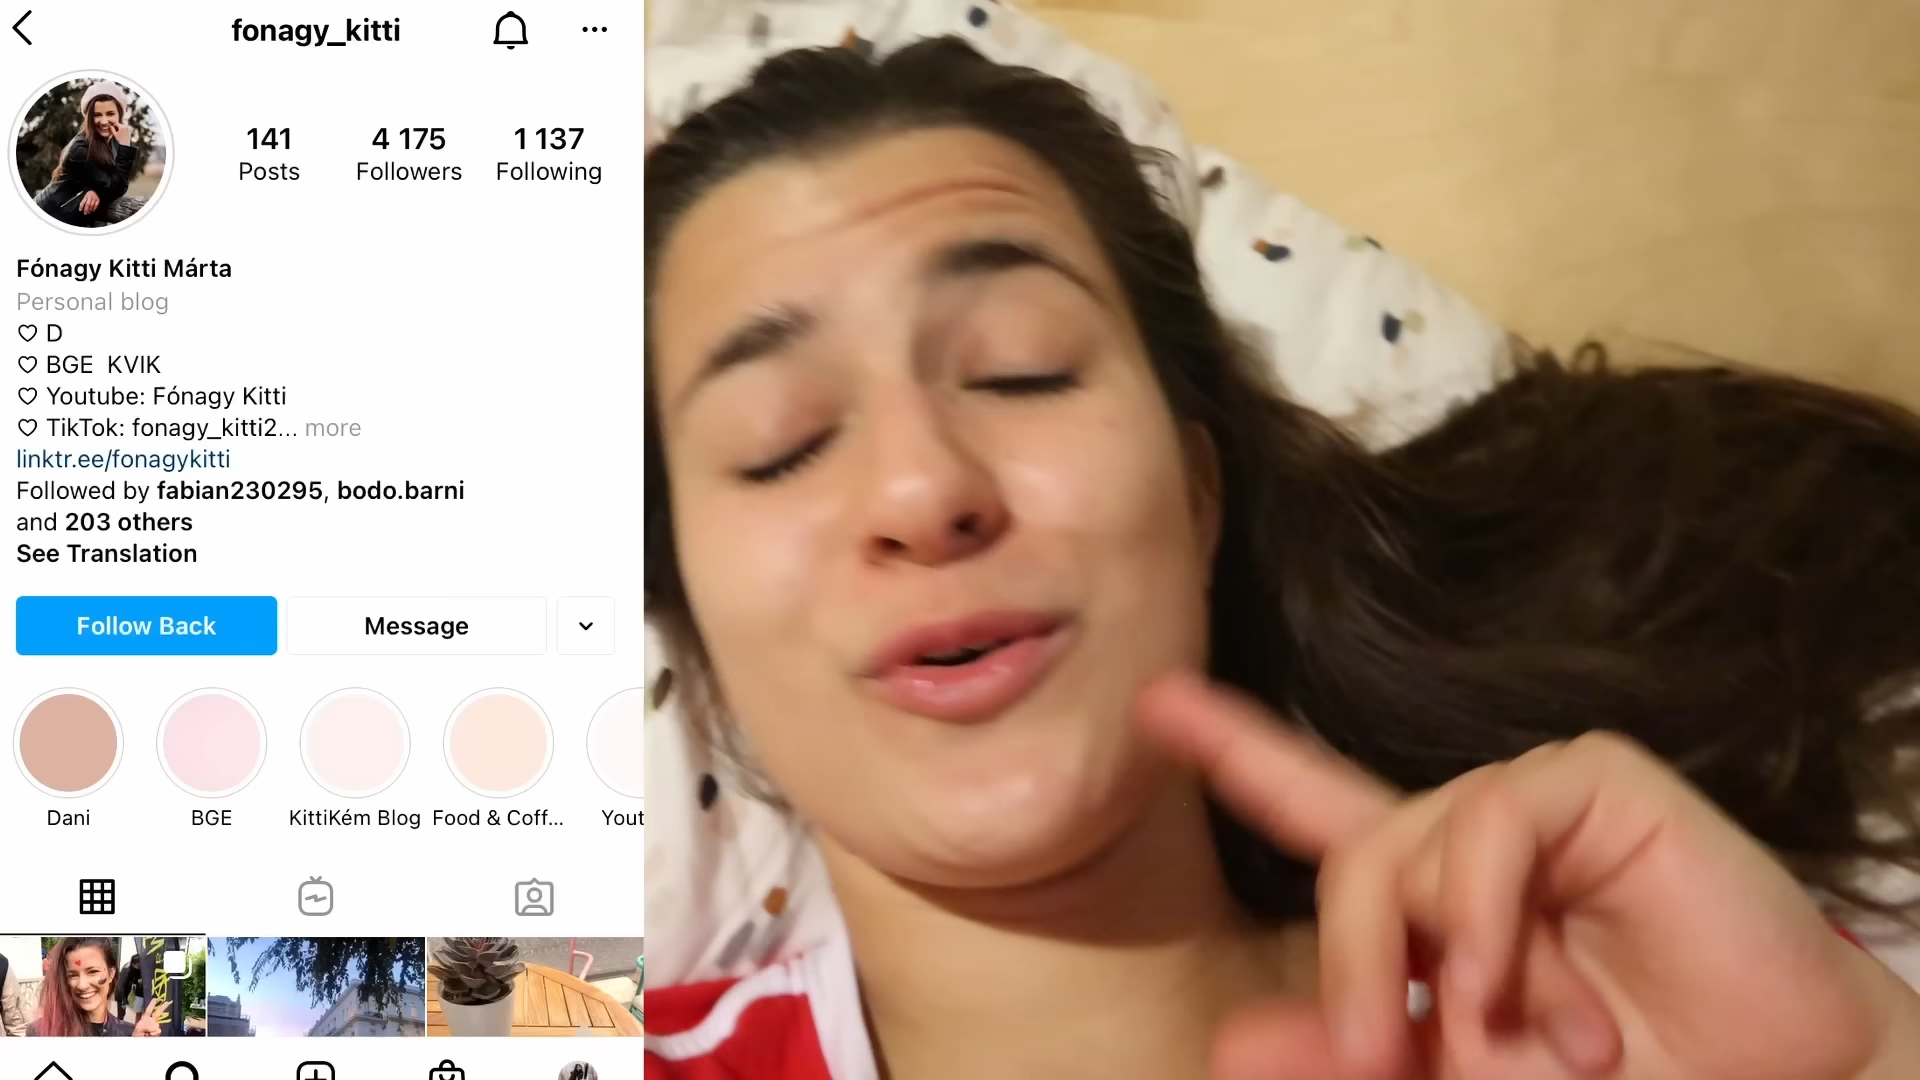 fonagy_kitti
141
Posts
4 175
Followers
1 137
Following
Fónagy Kitti Márta
Personal blog
♡ D
♡ BGE KVIK
♡ Youtube: Fónagy Kitti
♡ TikTok: fonagy_kitti2... more
linktr.ee/fonagykitti
Followed by fabian230295, bodo.barni
and 203 others
See Translation
Follow Back
Message
Dani
BGE
KittiKém Blog
Food & Coff...
Yout